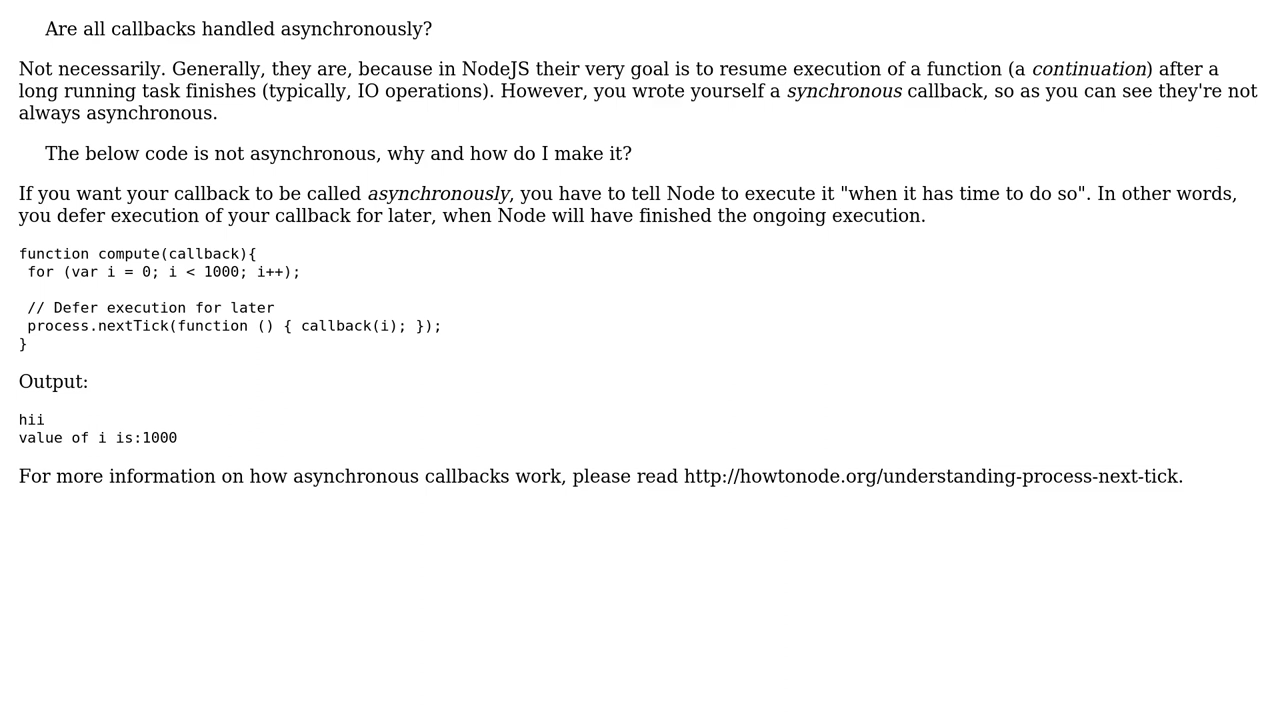 Are all callbacks handled asynchronously?
Not necessarily. Generally, they are, because in NodeJS their very goal is to resume execution of a function (a continuation) after a
long running task finishes (typically, IO operations). However, you wrote yourself a synchronous callback, so as you can see they're not
always asynchronous.
The below code is not asynchronous, why and how do I make it?
If you want your callback to be called asynchronously, you have to tell Node to execute it "when it has time to do so". In other words,
you defer execution of your callback for later, when Node will have finished the ongoing execution.
function compute(callback){
 for (var i = 0; i < 1000; i++);
 // Defer execution for later
 process.nextTick(function () { callback(i); });
}
Output:
hii
value of i is:1000
For more information on how asynchronous callbacks work, please read http://howtonode.org/understanding-process-next-tick.